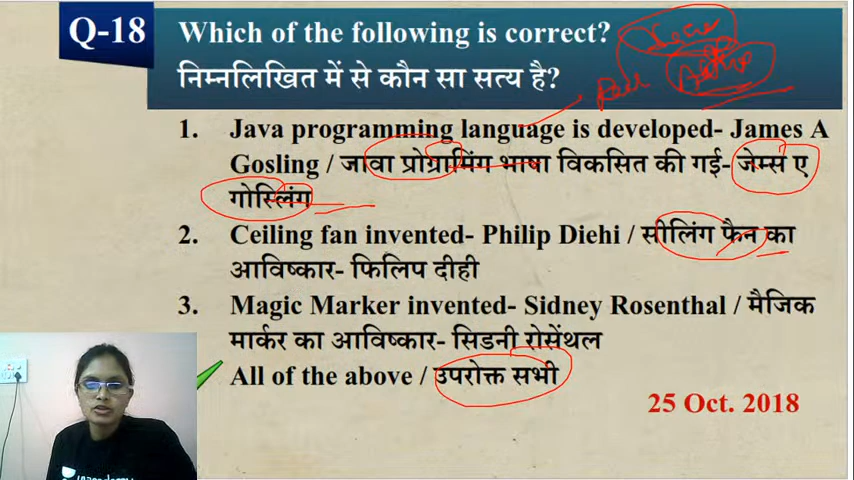 Q-18
Which of the following is correct?
निम्नलिखित में से कौन सा सत्य है?
1. Java programming language is developed- James A
Gosling / जावा प्रोग्रामिंग भाषा विकसित की गई- जेम्स ए
गोस्लिंग
2. Ceiling fan invented- Philip Diehi / सीलिंग फैन का
आविष्कार- फिलिप दीही
3. Magic Marker invented- Sidney Rosenthal / मैजिक
मार्कर का आविष्कार- सिडनी रोसेंथल
All of the above / उपरोक्त सभी
25 Oct. 2018